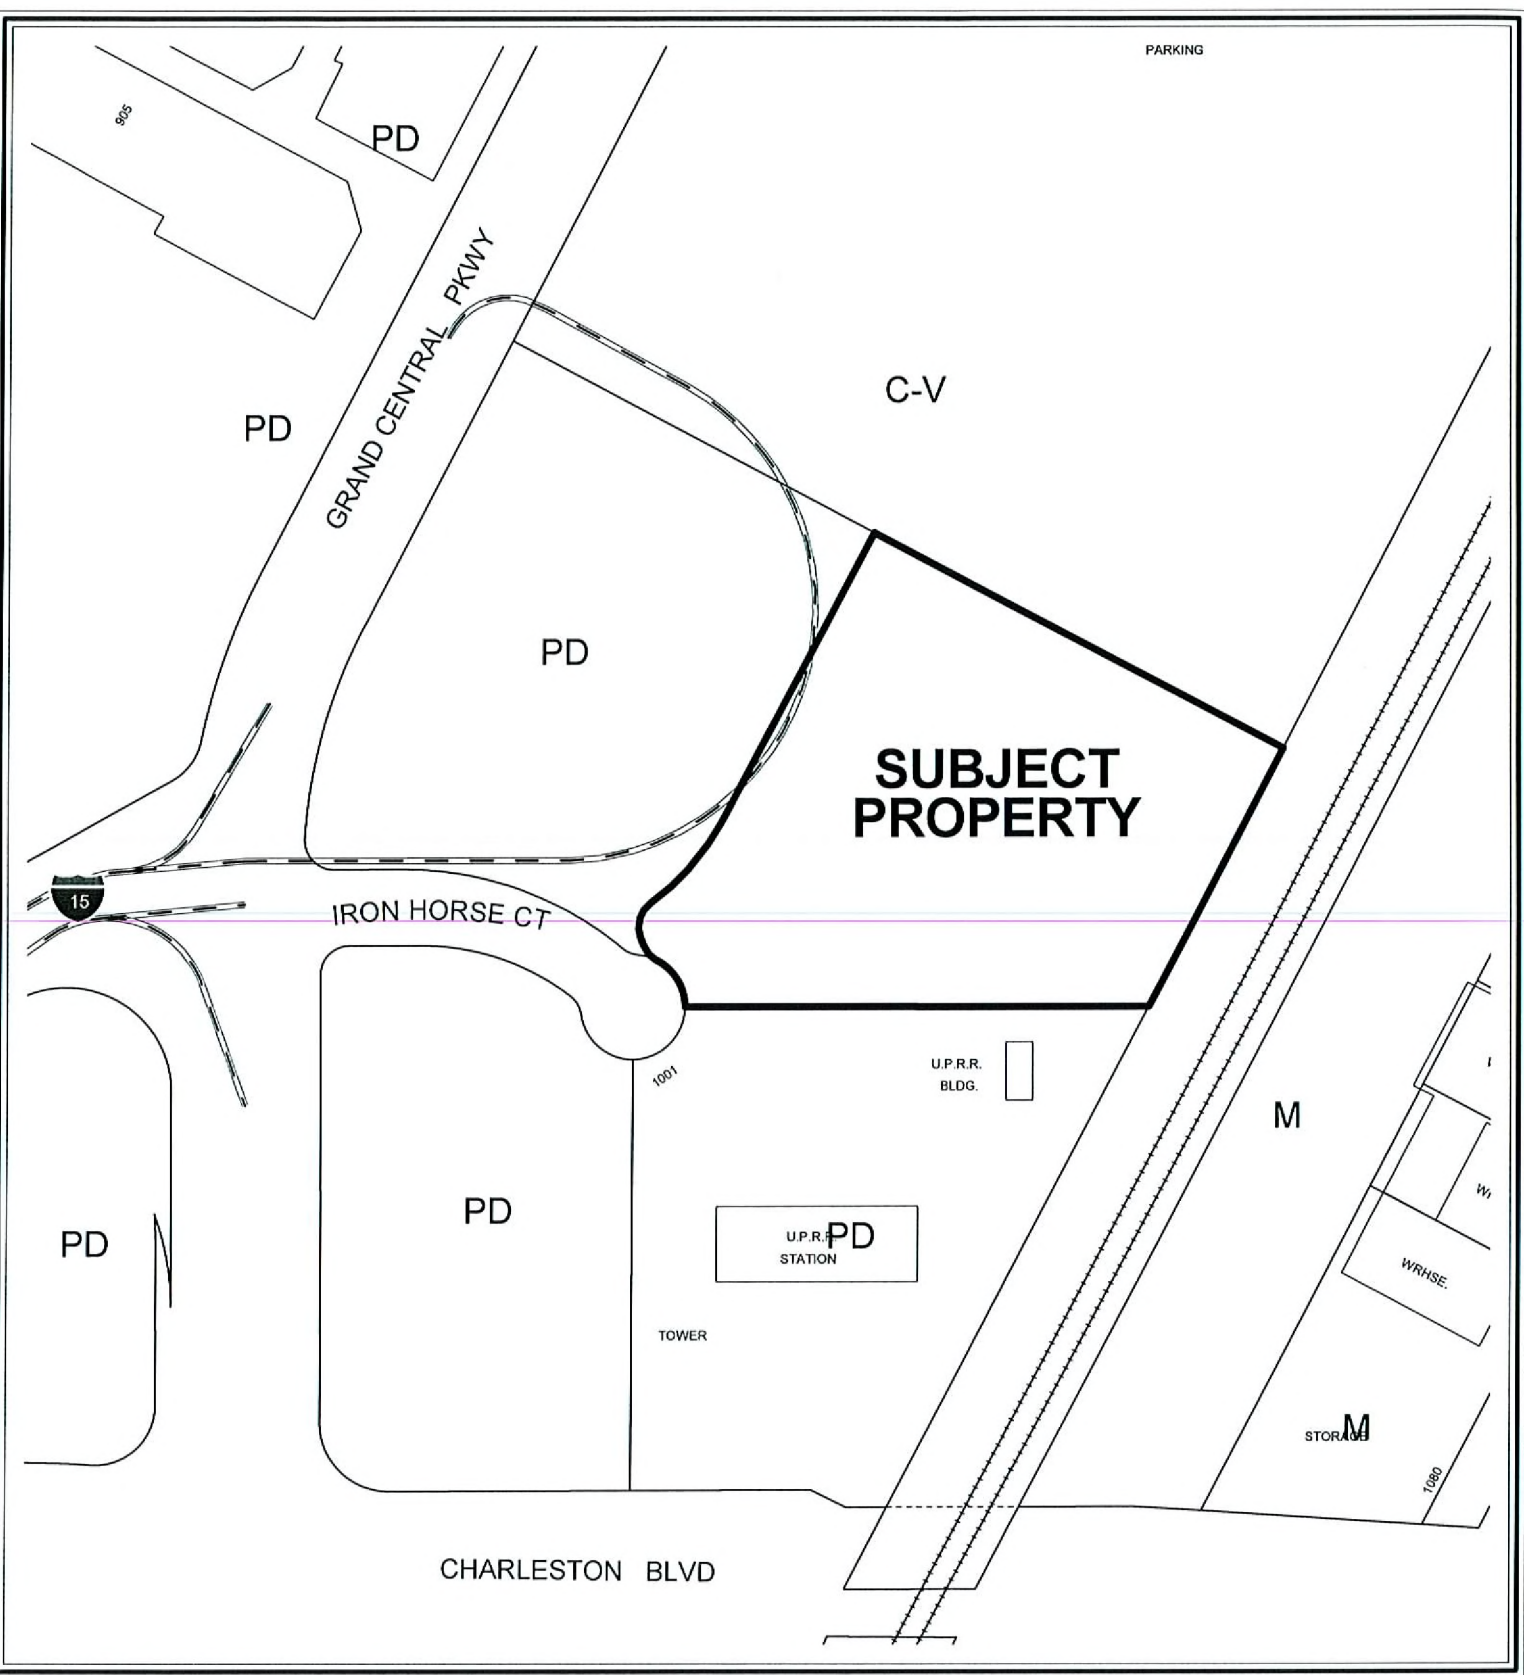 PARKING
905
PD
GRAND CENTRAL PKWY
C-V
PD
PD
SUBJECT
PROPERTY
15
IRON HORSE CT
1001
U.P.R.R.
BLDG.
M
PD
PD
U.P.R.R.
STATION
PD
WRHSE.
TOWER
STORAGE
M
1080
CHARLESTON BLVD